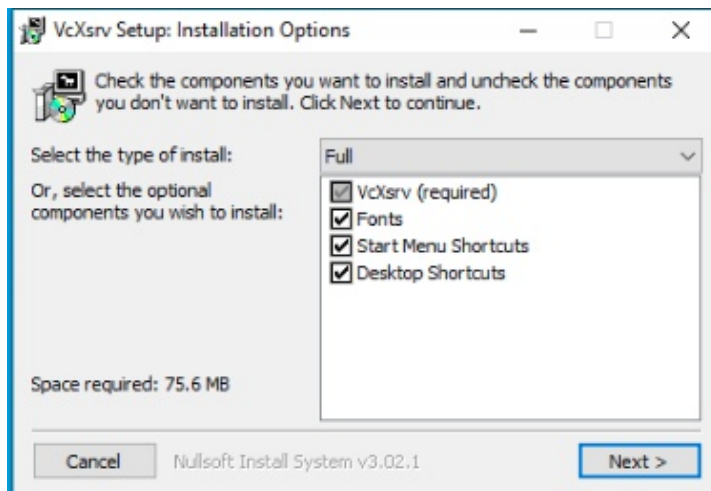 VcXsrv Setup: Installation Options
Check the components you want to install and uncheck the components
you don't want to install. Click Next to continue.
Select the type of install:
Full
Or, select the optional
components you wish to install:
VcXsrv (required)
Fonts
Start Menu Shortcuts
Desktop Shortcuts
Space required: 75.6 MB
Cancel
Nullsoft Install System v3.02.1
Next >